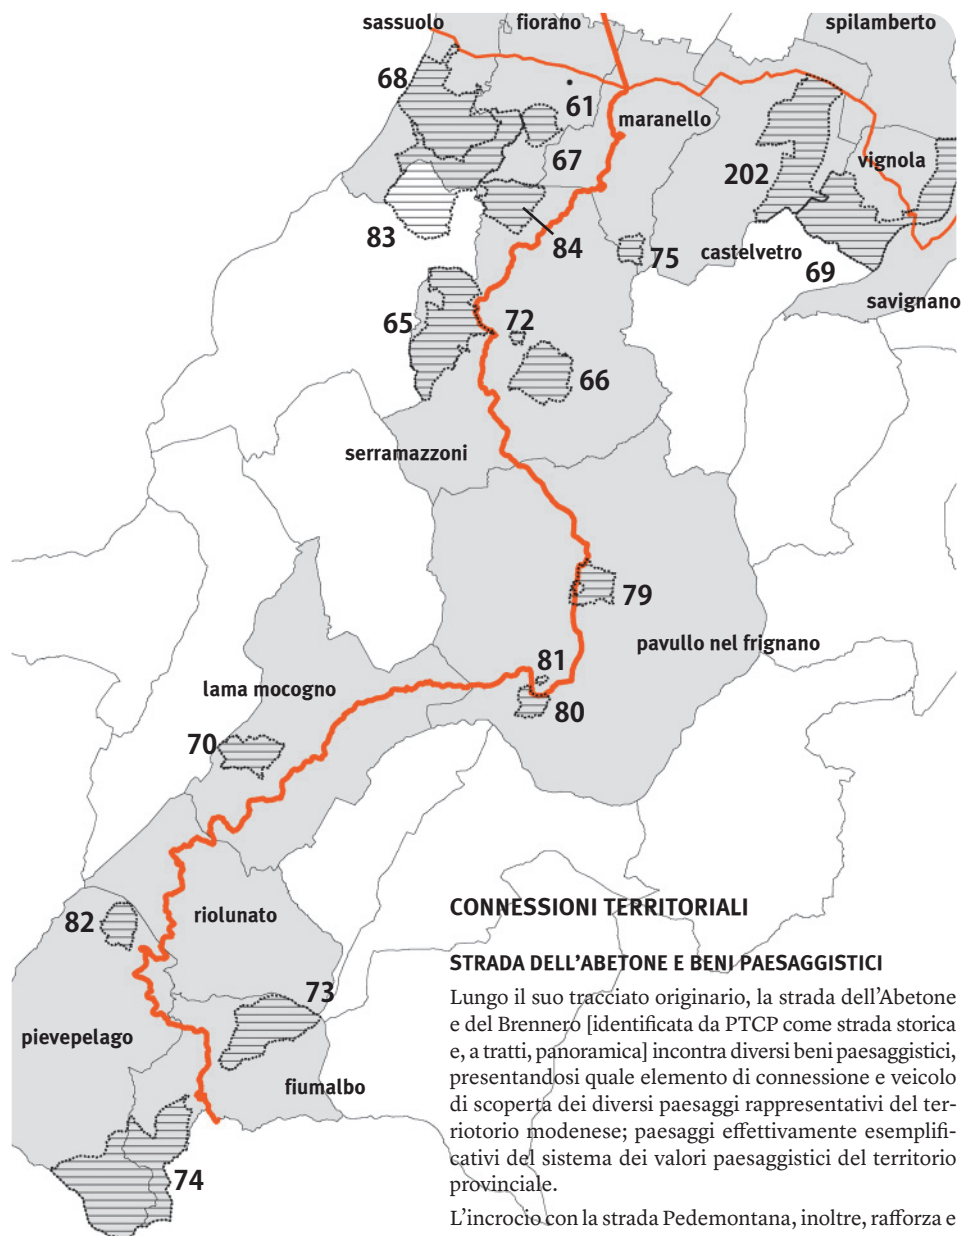 sassuolo
fiorano
spilamberto
68
61
maranello
67
202
vignola
83
84
75
castelvetro
69
savignano
65
72
66
serramazzoni
79
pavullo nel frignano
81
lama mocogno
80
70
82
riolunato
73
pievepelago
fiumalbo
74
CONNESSIONI TERRITORIALI
STRADA DELL'ABETONE E BENI PAESAGGISTICI
Lungo il suo tracciato originario, la strada dell'Abetone
e del Brennero [identificata da PTCP come strada storica
e, a tratti, panoramica] incontra diversi beni paesaggistici,
presentandosi quale elemento di connessione e veicolo
di scoperta dei diversi paesaggi rappresentativi del ter-
riotorio modenese; paesaggi effettivamente esemplifi-
cativi del sistema dei valori paesaggistici del territorio
provinciale.
L'incrocio con la strada Pedemontana, inoltre, rafforza e